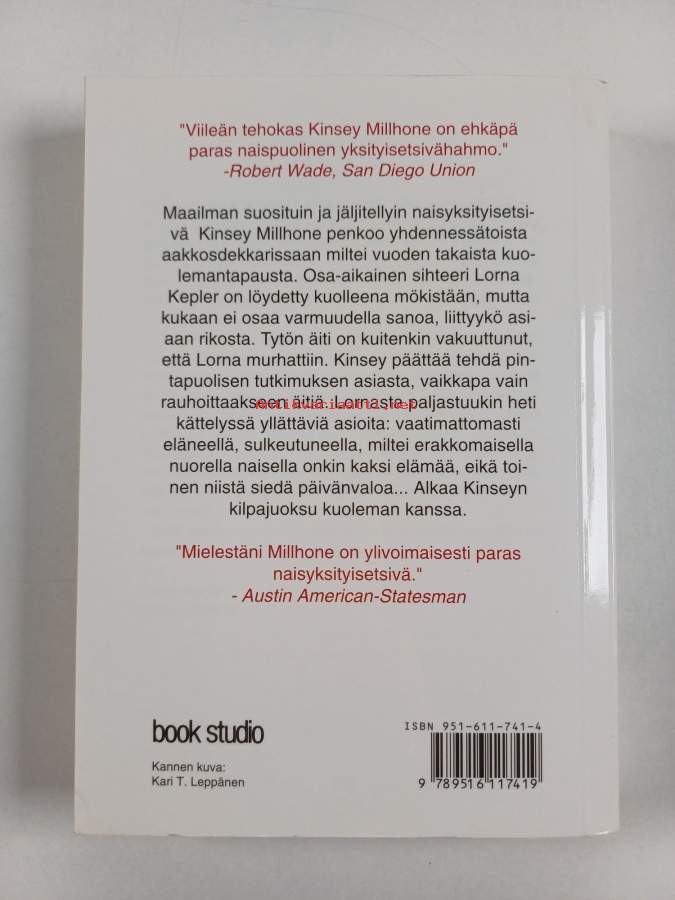 "Viileän tehokas Kinsey Millhone on ehkäpä
paras naispuolinen yksityisetsivähahmo."
-Robert Wade, San Diego Union
Maailman suosituin ja jäljitellyin naisyksityisetsi-
vä Kinsey Millhone penkoo yhdennessätoista
aakkosdekkarissaan miltei vuoden takaista kuo-
lemantapausta. Osa-aikainen sihteeri Lorna
Kepler on löydetty kuolleena mökistään, mutta
kukaan ei osaa varmuudella sanoa, liittyykö asi-
aan rikosta. Tytön äiti on kuitenkin vakuuttunut,
että Lorna murhattiin. Kinsey päättää tehdä pin-
tapuolisen tutkimuksen asiasta, vaikkapa vain
rauhoittaakseen äitiä. Lornasta paljastuukin heti
antikvariaatti.net
kättelyssä yllättäviä asioita: vaatimattomasti
eläneellä, sulkeutuneella, miltei erakkomaisella
nuorella naisella onkin kaksi elämää, eikä toi-
nen niistä siedä päivänvaloa... Alkaa Kinseyn
kilpajuoksu kuoleman kanssa.
"Mielestäni Millhone on ylivoimaisesti paras
naisyksityisetsivä."
- Austin American-Statesman
book studio
Kannen kuva:
Kari T. Leppänen
ISBN 951-611-741-4
9 789516 117419